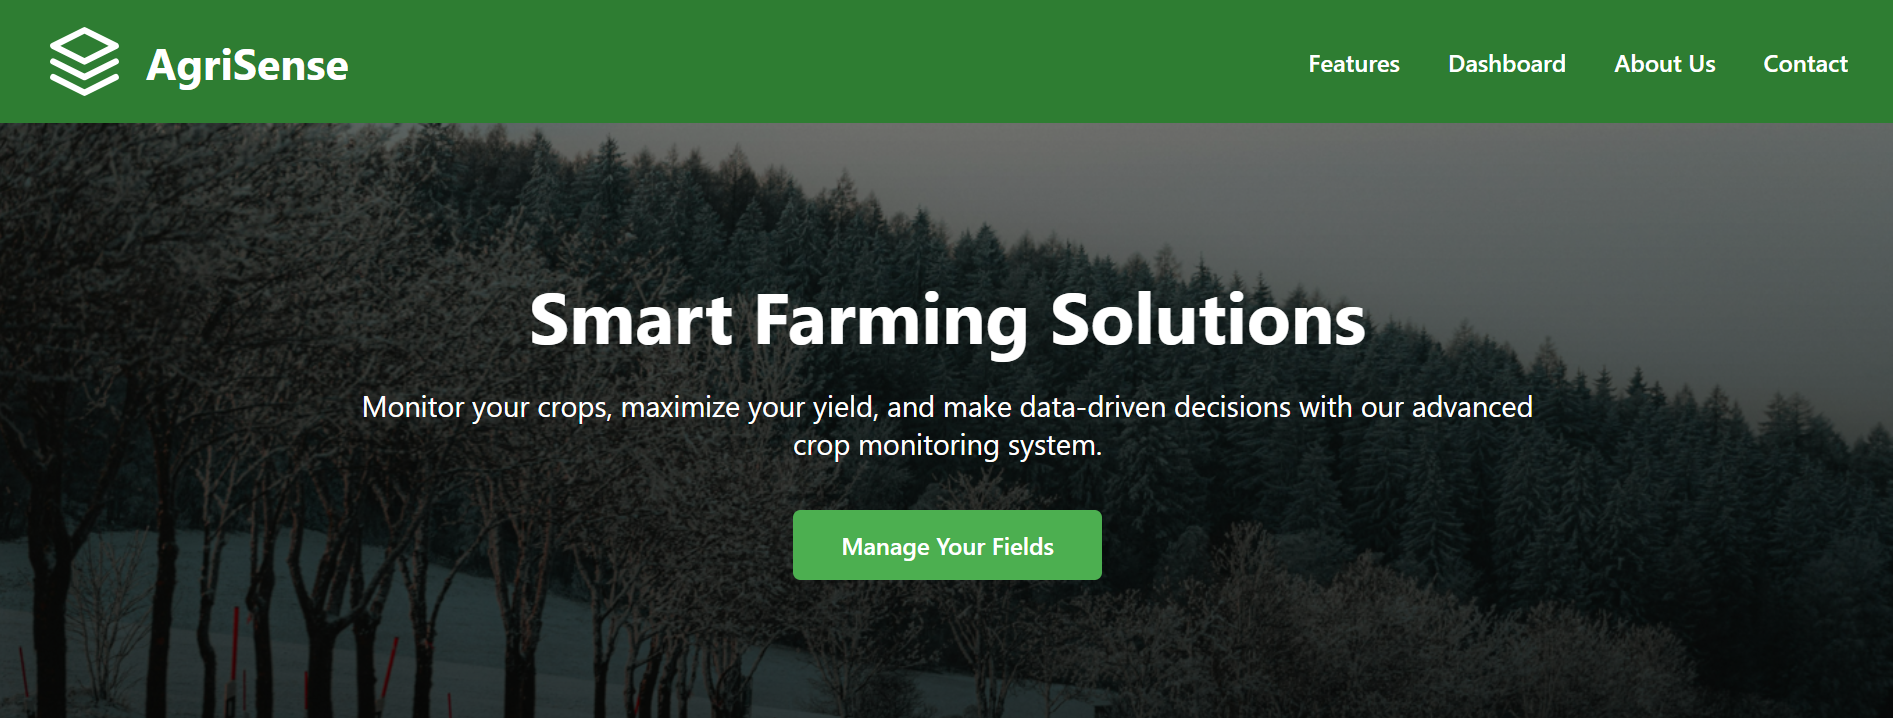 AgriSense
Features
Dashboard
About Us
Contact
Smart Farming Solutions
Monitor your crops, maximize your yield, and make data-driven decisions with our advanced
crop monitoring system.
Manage Your Fields